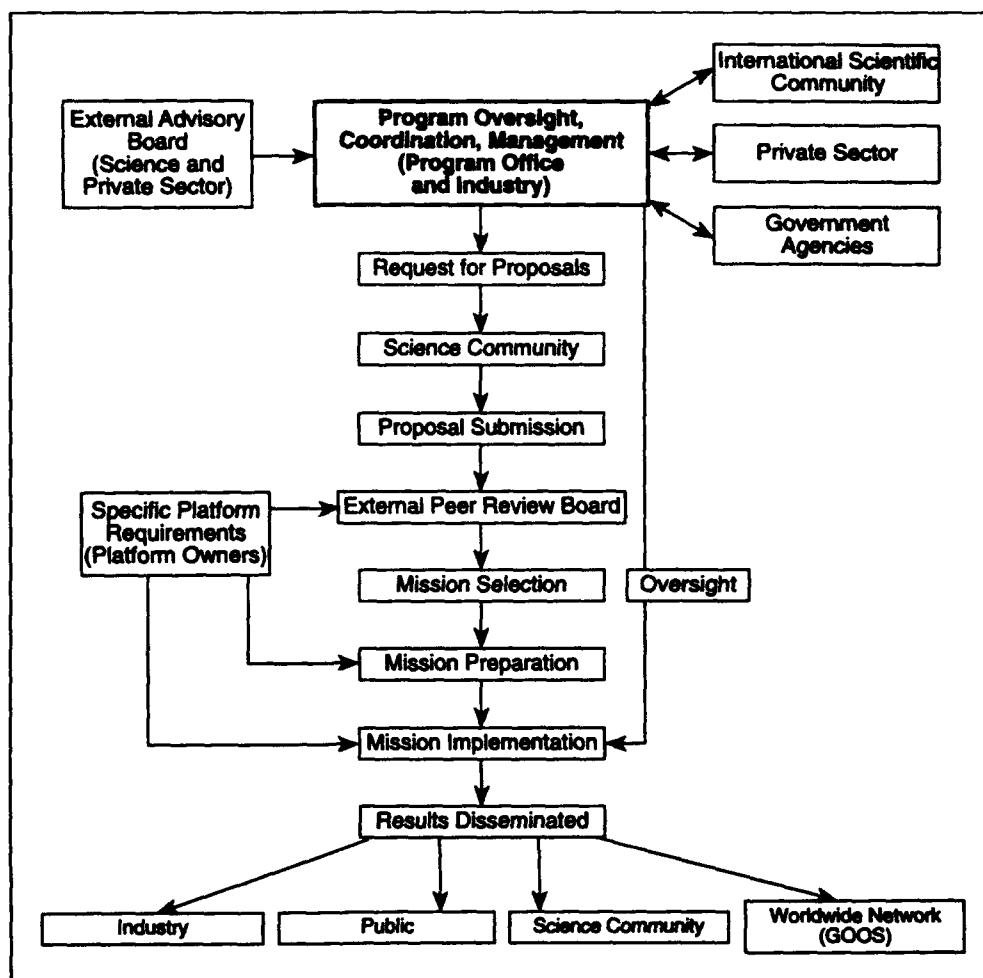 International Scientific
Community
External Advisory
Board
(Science and
Private Sector)
Program Oversight,
Coordination, Management
(Program Office
and Industry)
Private Sector
Government
Agencies
Request for Proposals
Science Community
Proposal Submission
Specific Platform
Requirements
(Platform Owners)
External Peer Review Board
Mission Selection
Oversight
Mission Preparation
Mission Implementation
Results Disseminated
Industry
Public
Science Community
Worldwide Network
(GOOS)